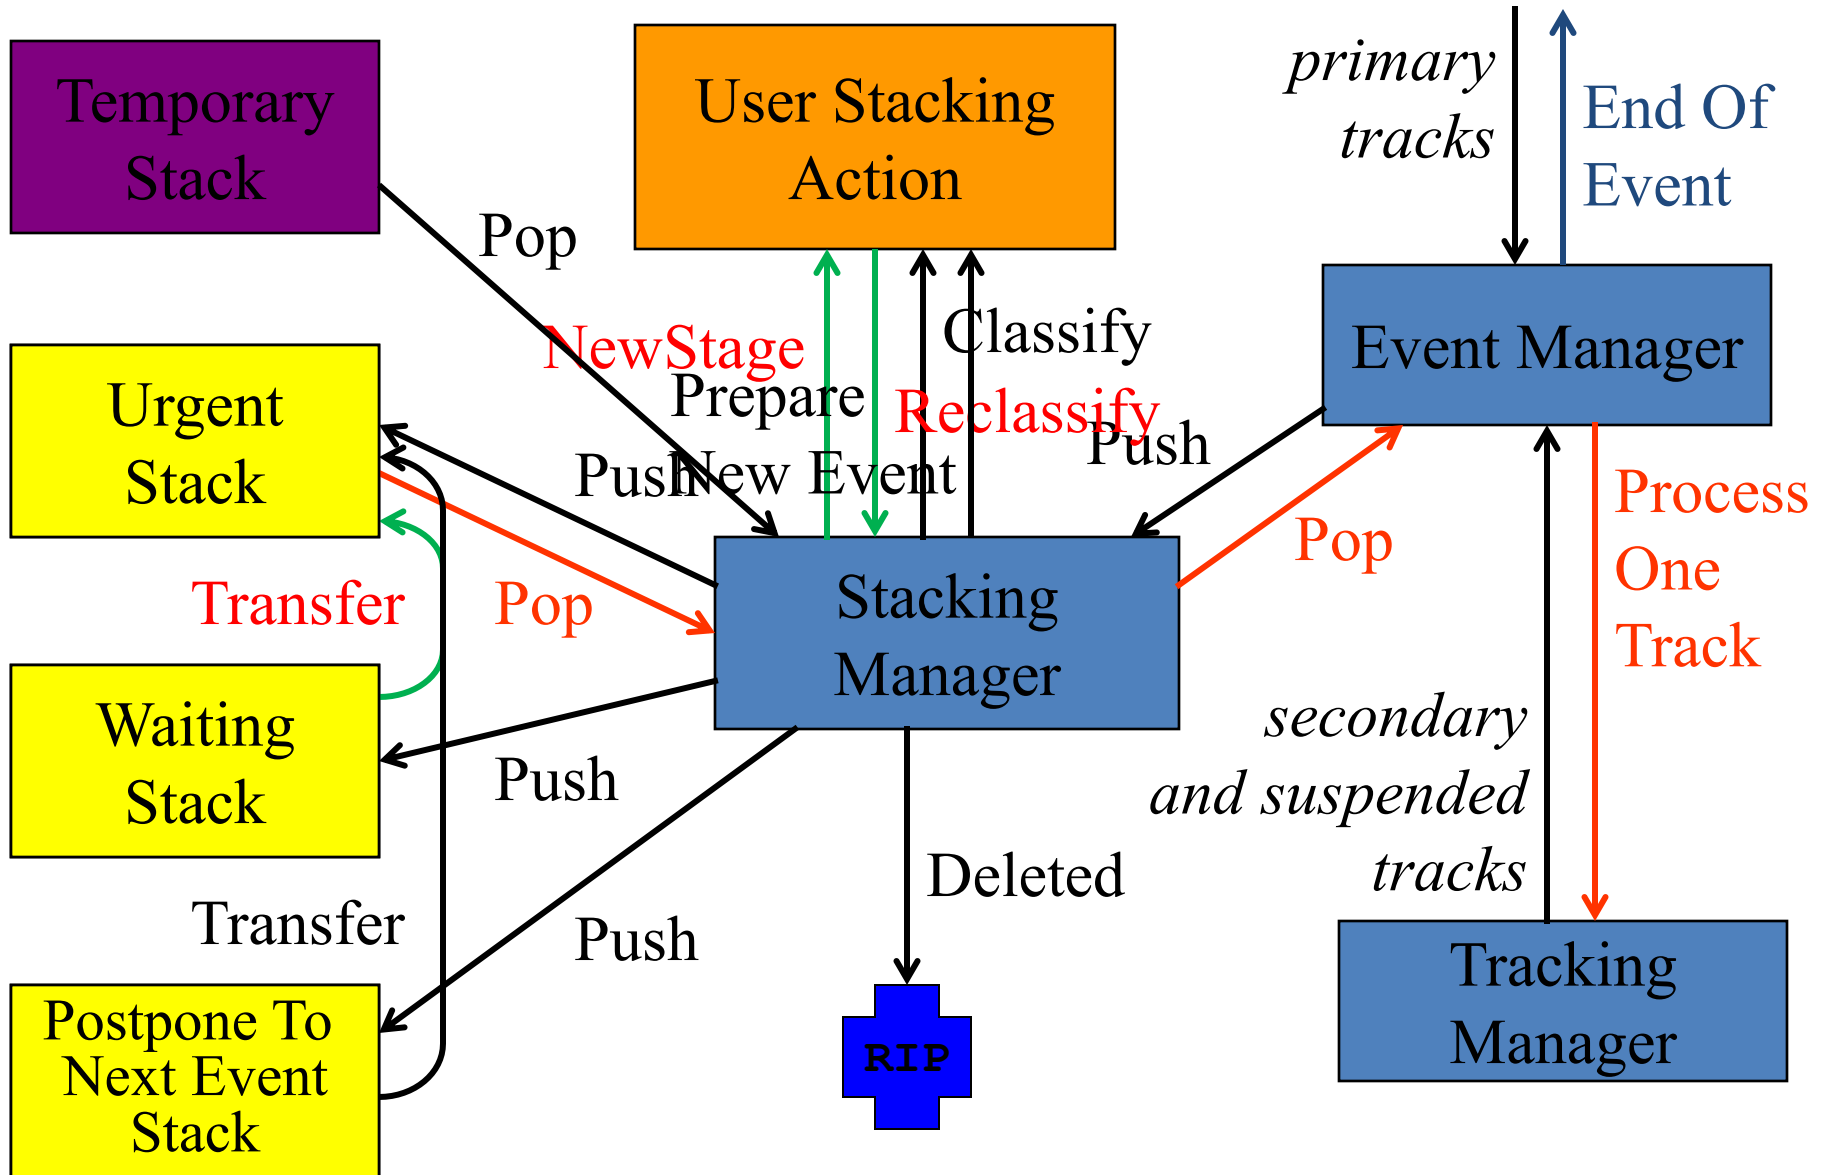 Temporary
Stack
User Stacking
Action
primary
tracks
End Of
Event
Pop
NewStage
Classify
Prepare
New Event
Reclassify
Push
Event Manager
Urgent
Stack
Push
Pop
Process
One
Track
Transfer
Pop
Stacking
Manager
Waiting
Stack
Push
secondary
and suspended
tracks
Deleted
Transfer
Push
Tracking
Manager
Postpone To
Next Event
Stack
RIP